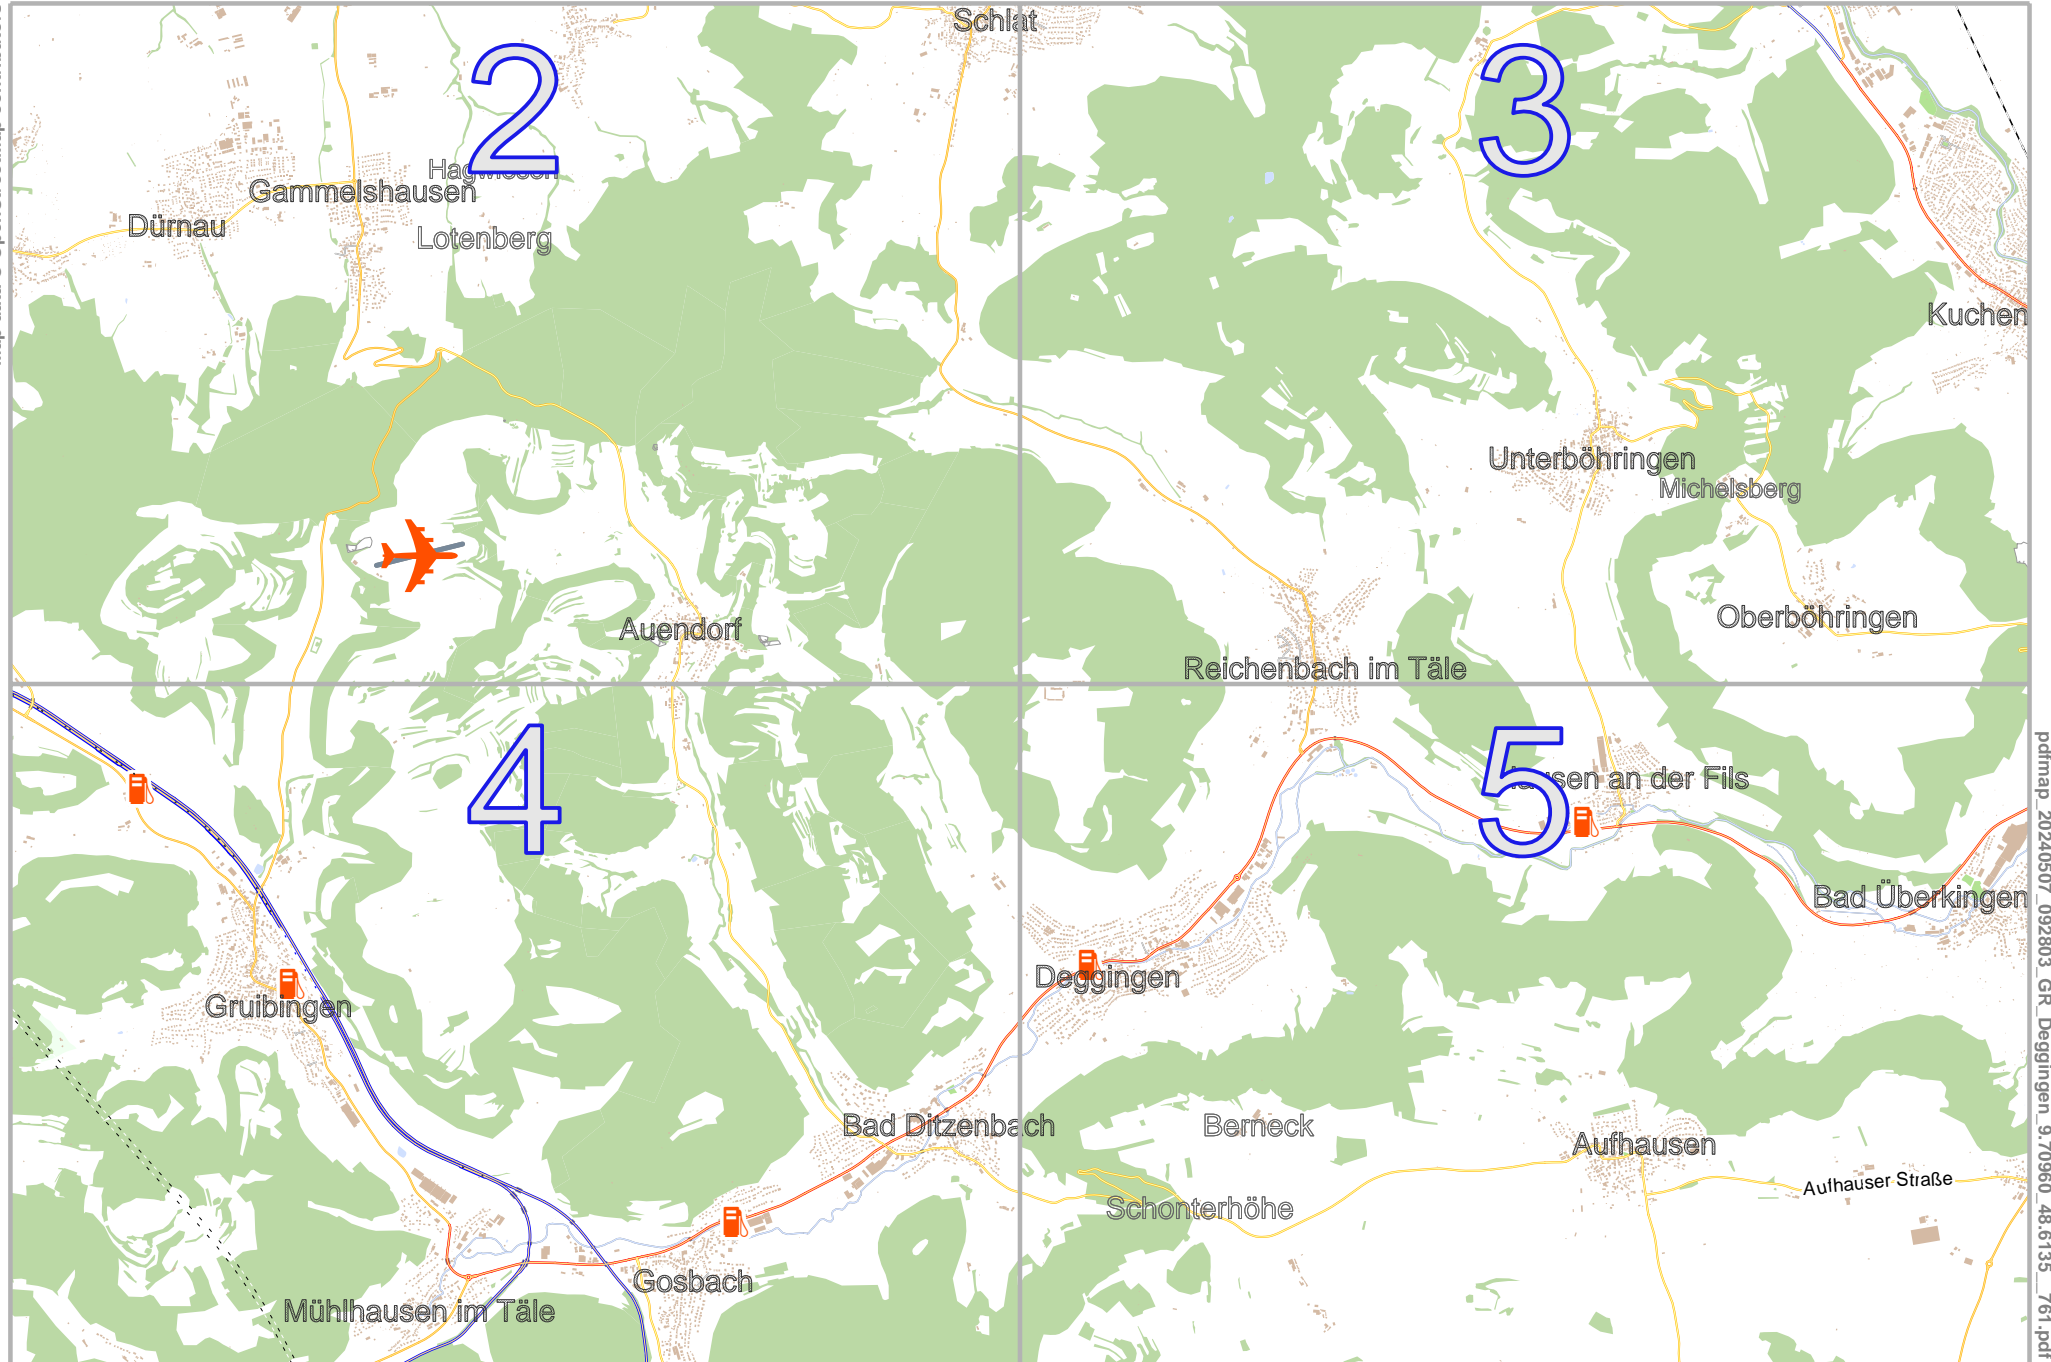 Schlat
2
3
Hagwiesen
Gammelshausen
Dürnau
Lotenberg
Kuchen
Unterböhringen
Michelsberg
Oberböhringen
Auendorf
Reichenbach im Täle
4
5
ausen an der Fils
Bad Überkingen
Deggingen
Gruibingen
Bad Ditzenbach
Berneck
Aufhausen
Aufhauser Straße
Schonterhöhe
Gosbach
Mühlhausen im Täle
pdfmap_20240507_092803_GR_Deggingen_9.70960_48.6135__761.pdf